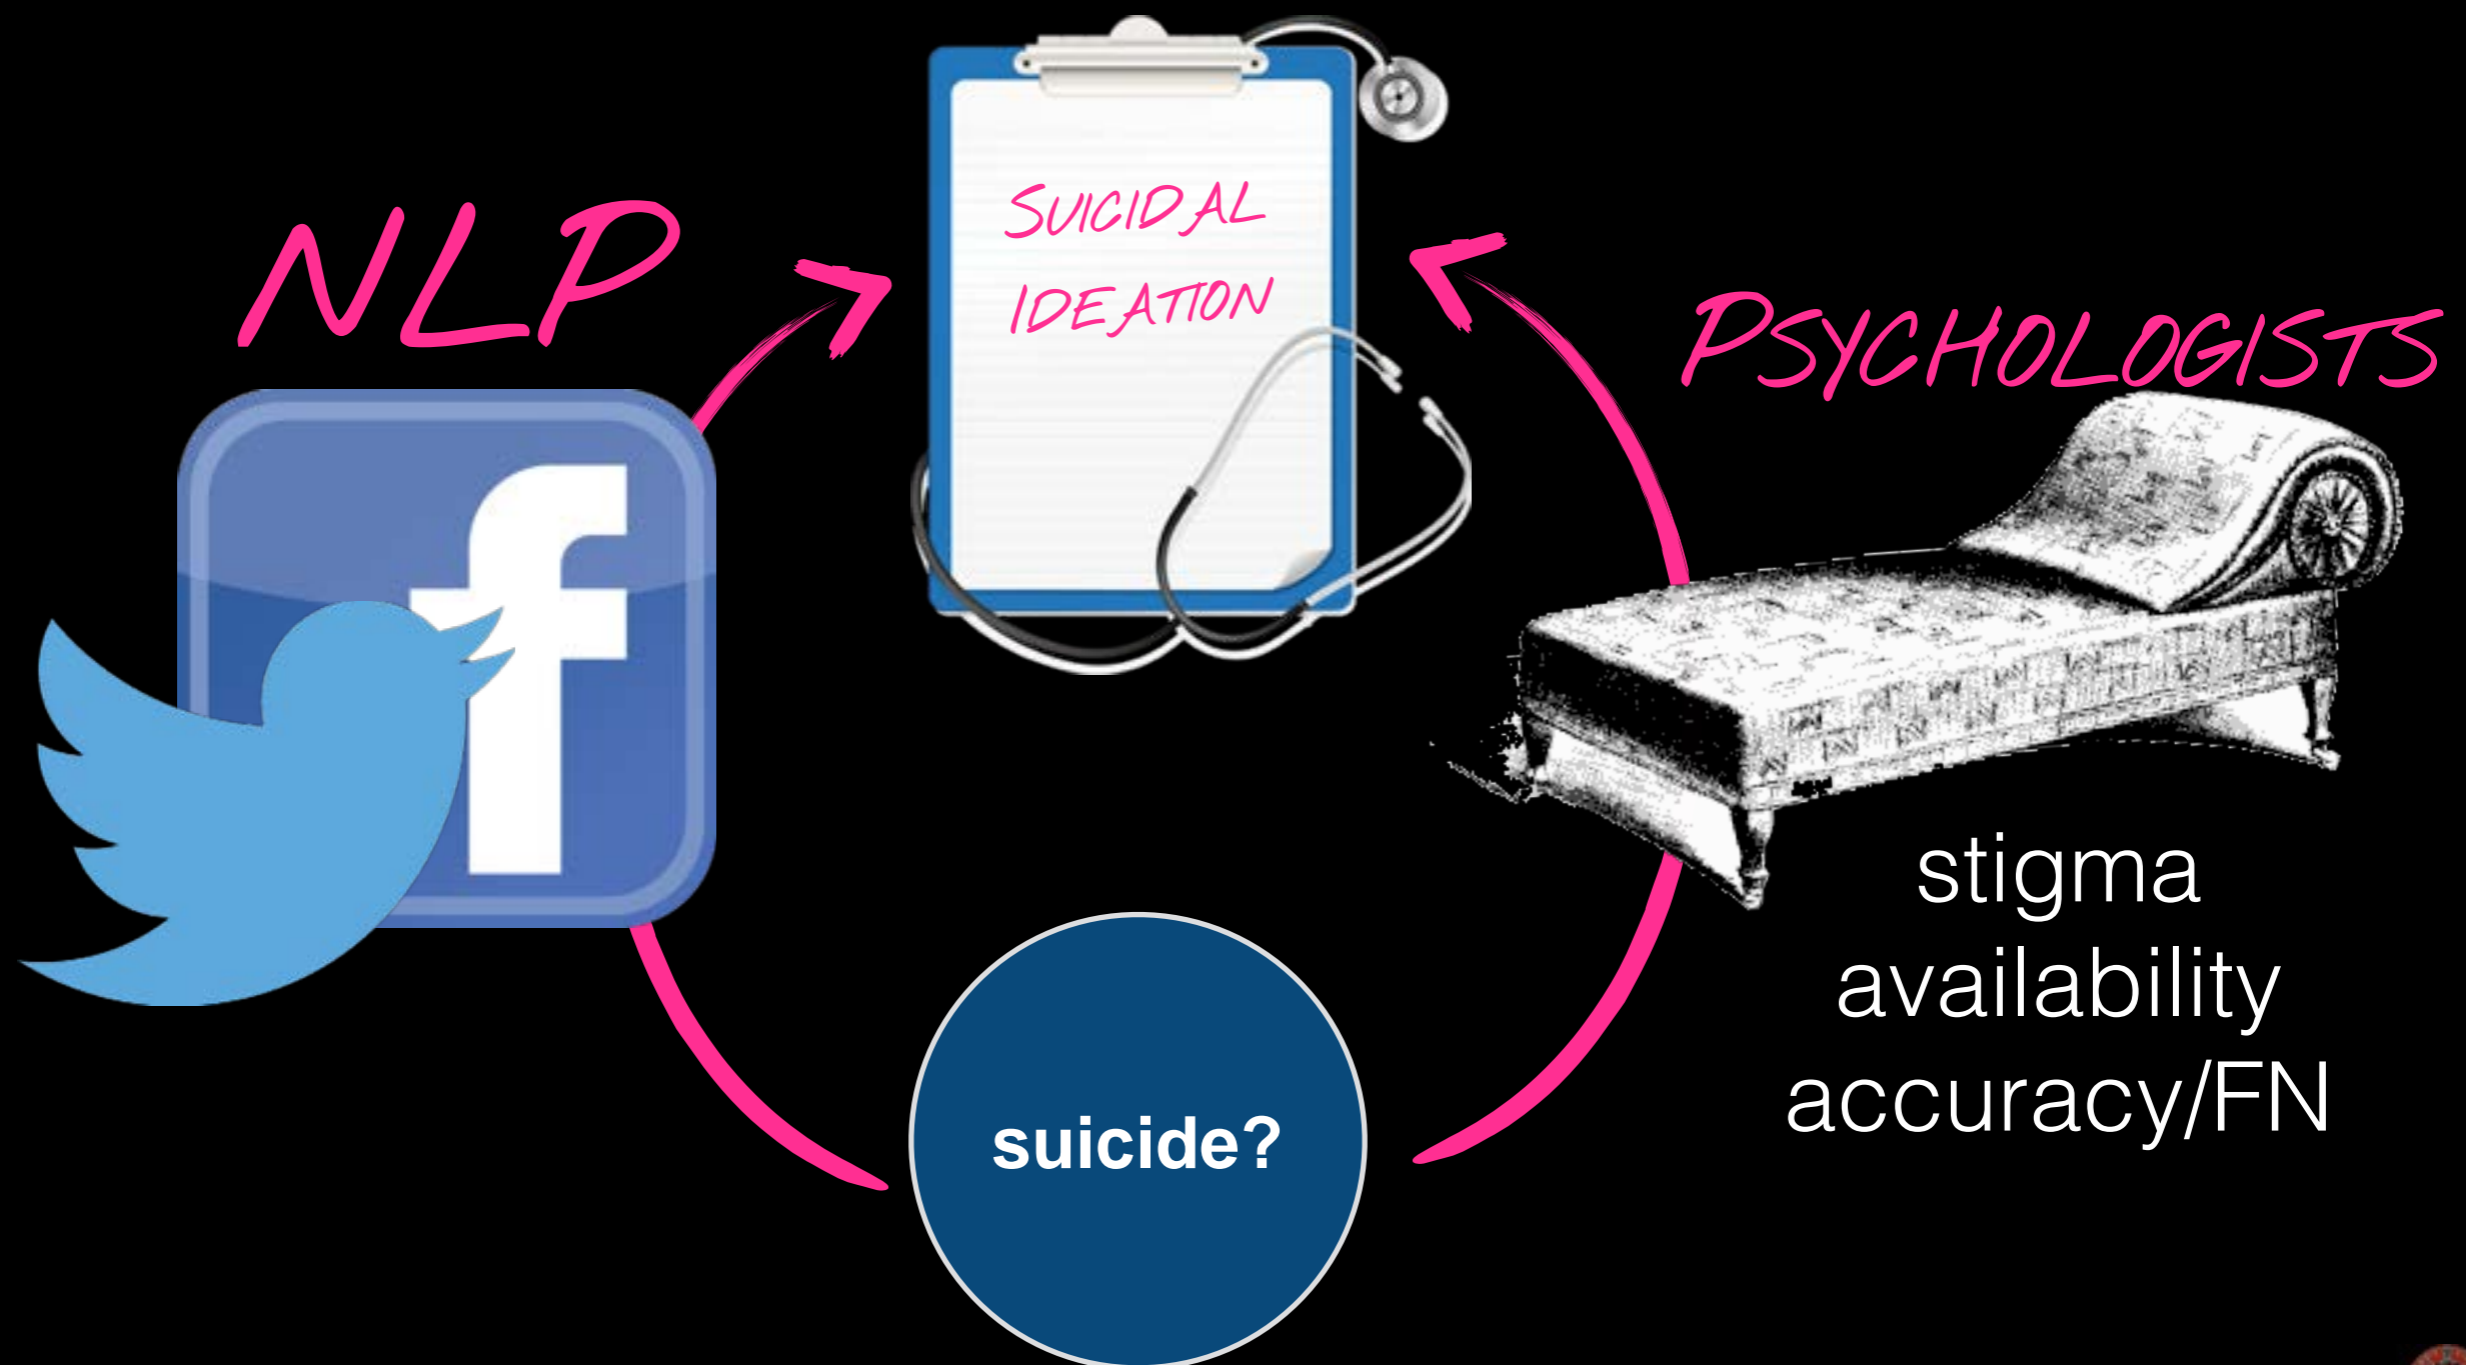 SUICIDAL
IDEATION
NLP
PSYCHOLOGISTS
stigma
availability
accuracy/FN
suicide?